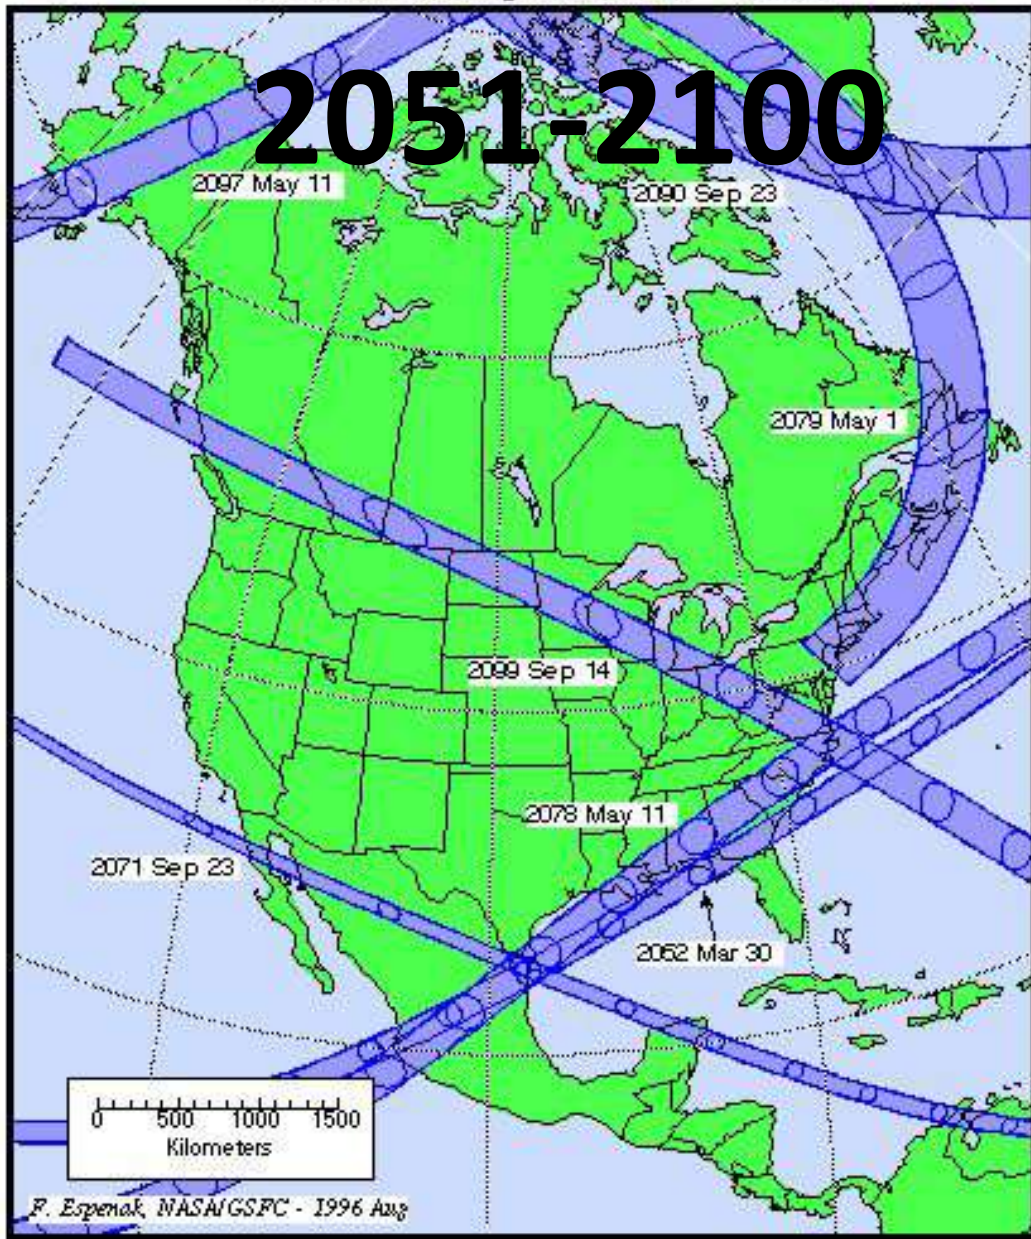 2051-2100
2097 May 11
2090 Sep 23
2079 May 1
2099 Sep 14
2078 May 11
2071 Sep 23
2052 Mar 30
0 500 1000 1500
Kilometers
F. Espenak, NASA/GSFC - 1996 Aug